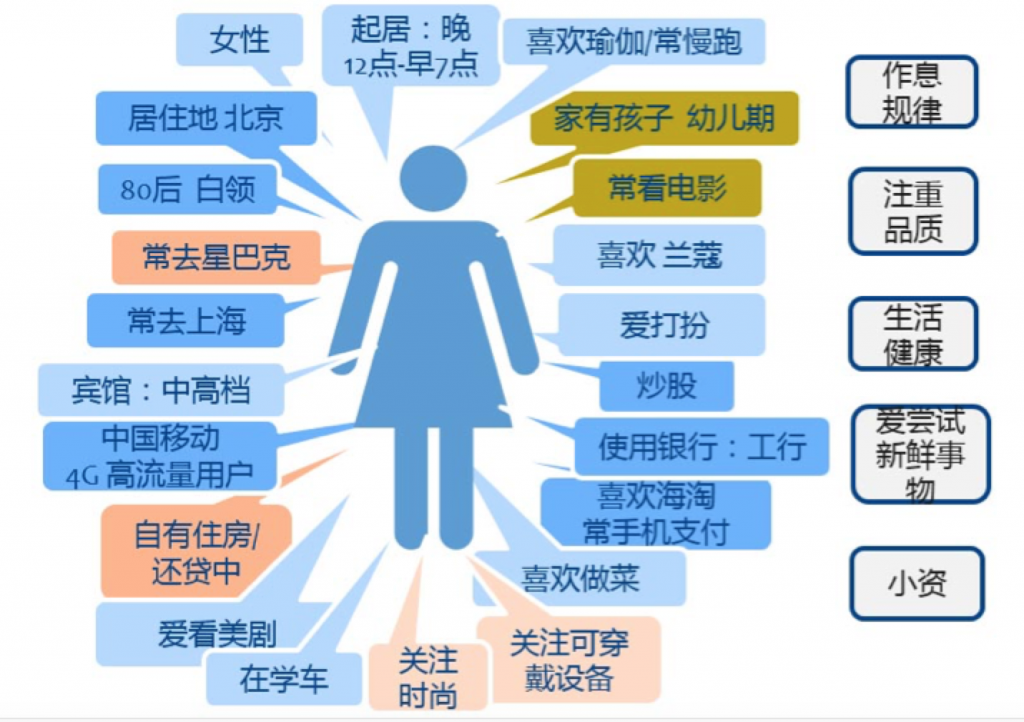 女性
起居：晚
12点-早7点
喜欢瑜伽/常慢跑
居住地 北京
家有孩子 幼儿期
80后 白领
常看电影
常去星巴克
喜欢 兰蔻
常去上海
爱打扮
宾馆：中高档
炒股
中国移动
4G 高流量用户
使用银行：工行
喜欢海淘
常手机支付
自有住房/
还贷中
喜欢做菜
爱看美剧
在学车
关注
时尚
关注可穿
戴设备
作息
规律
注重
品质
生活
健康
爱尝试
新鲜事
物
小资